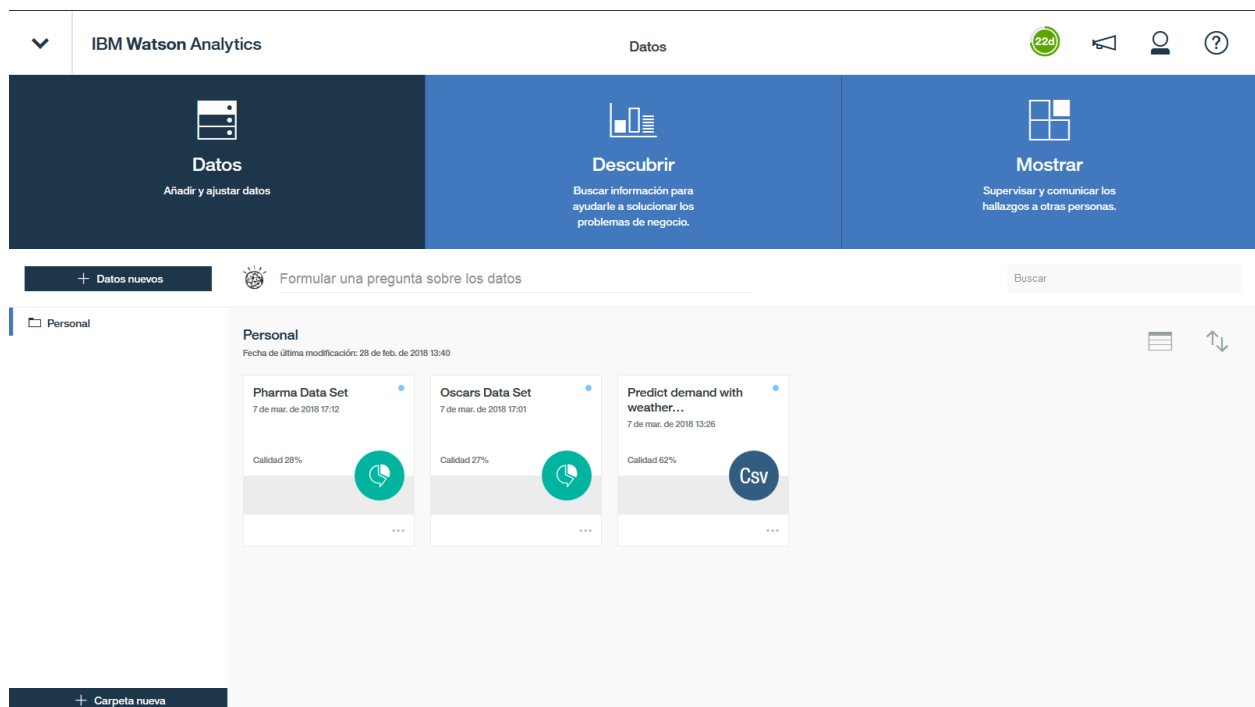 IBM Watson Analytics
Datos
22d
Datos
Añadir y ajustar datos
Descubrir
Buscar información para
ayudarle a solucionar los
problemas de negocio.
Mostrar
Supervisar y comunicar los
hallazgos a otras personas.
+ Datos nuevos
Formular una pregunta sobre los datos
Buscar
Personal
Personal
Fecha de última modificación: 28 de feb. de 2018 13:40
Pharma Data Set
7 de mar. de 2018 17:12
Calidad 28%
Oscars Data Set
7 de mar. de 2018 17:01
Calidad 27%
Predict demand with
weather...
7 de mar. de 2018 13:26
Calidad 62%
Csv
+ Carpeta nueva